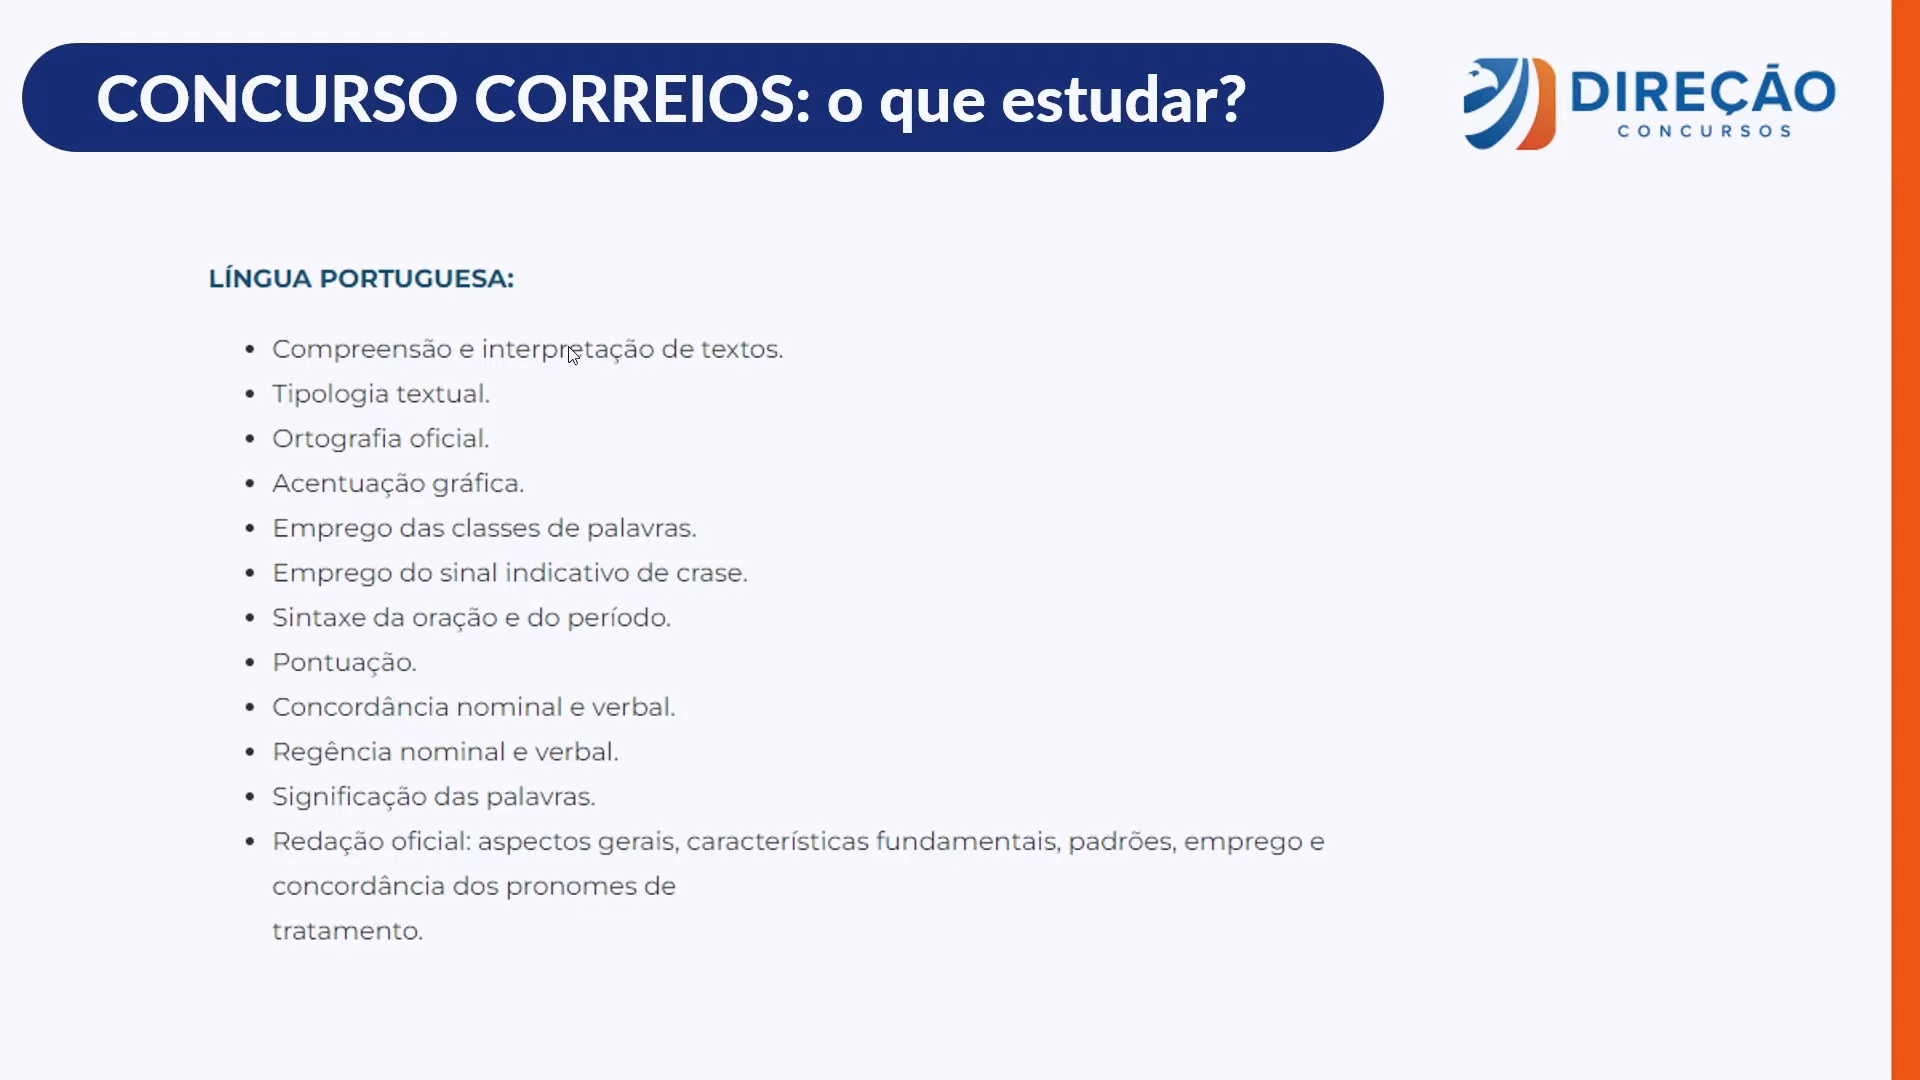 CONCURSO CORREIOS: o que estudar?
DIREÇÃO
CONCURSOS
LÍNGUA PORTUGUESA:
• Compreensão e interpretação de textos.
• Tipologia textual.
• Ortografia oficial.
• Acentuação gráfica.
• Emprego das classes de palavras.
• Emprego do sinal indicativo de crase.
• Sintaxe da oração e do período.
• Pontuação.
• Concordância nominal e verbal.
• Regência nominal e verbal.
• Significação das palavras.
• Redação oficial: aspectos gerais, características fundamentais, padrões, emprego e
concordância dos pronomes de
tratamento.